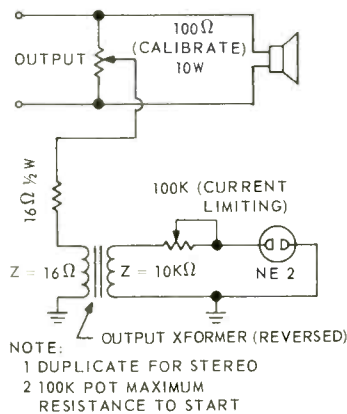 100Ω
(CALIBRATE)
10W
OUTPUT
16Ω ½ W
100K (CURRENT
LIMITING)
Z = 16Ω
Z = 10KΩ
NE 2
OUTPUT XFORMER (REVERSED)
NOTE:
1 DUPLICATE FOR STEREO
2 100K POT MAXIMUM
RESISTANCE TO START